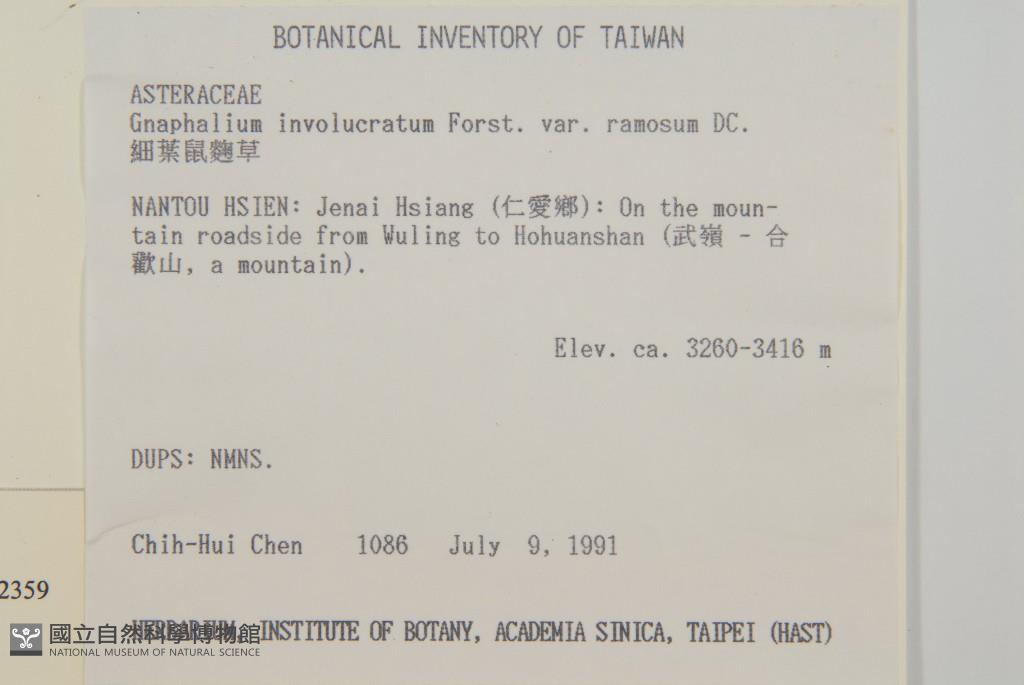 BOTANICAL INVENTORY OF TAIWAN
ASTERACEAE
Gnaphalium involucratum Forst. var. ramosum DC.
細葉鼠麴草
NANTOU HSIEN: Jenai Hsiang (仁愛鄉): On the moun-
tain roadside from Wuling to Hohuanshan (武嶺 - 合
歡山, a mountain).
Elev. ca. 3260-3416 m
DUPS: NMNS.
Chih-Hui Chen 1086 July 9, 1991
2359
HERBARIUM, INSTITUTE OF BOTANY, ACADEMIA SINICA, TAIPEI (HAST)
國立自然科學博物館
NATIONAL MUSEUM OF NATURAL SCIENCE